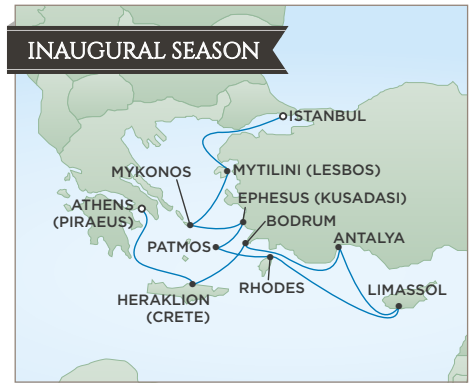 INAUGURAL SEASON
ISTANBUL
MYKONOS
MYTILINI (LESBOS)
ATHENS
(PIRAEUS)
EPHESUS (KUSADASI)
BODRUM
PATMOS
ANTALYA
RHODES
LIMASSOL
HERAKLION
(CRETE)